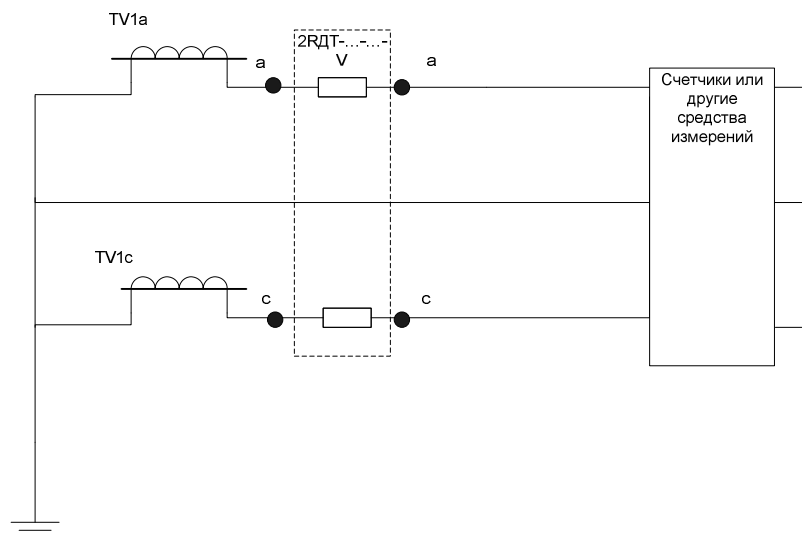 TV1a
2RДТ-...-...-
V
a
a
Счетчики или
другие
средства
измерений
TV1c
c
c